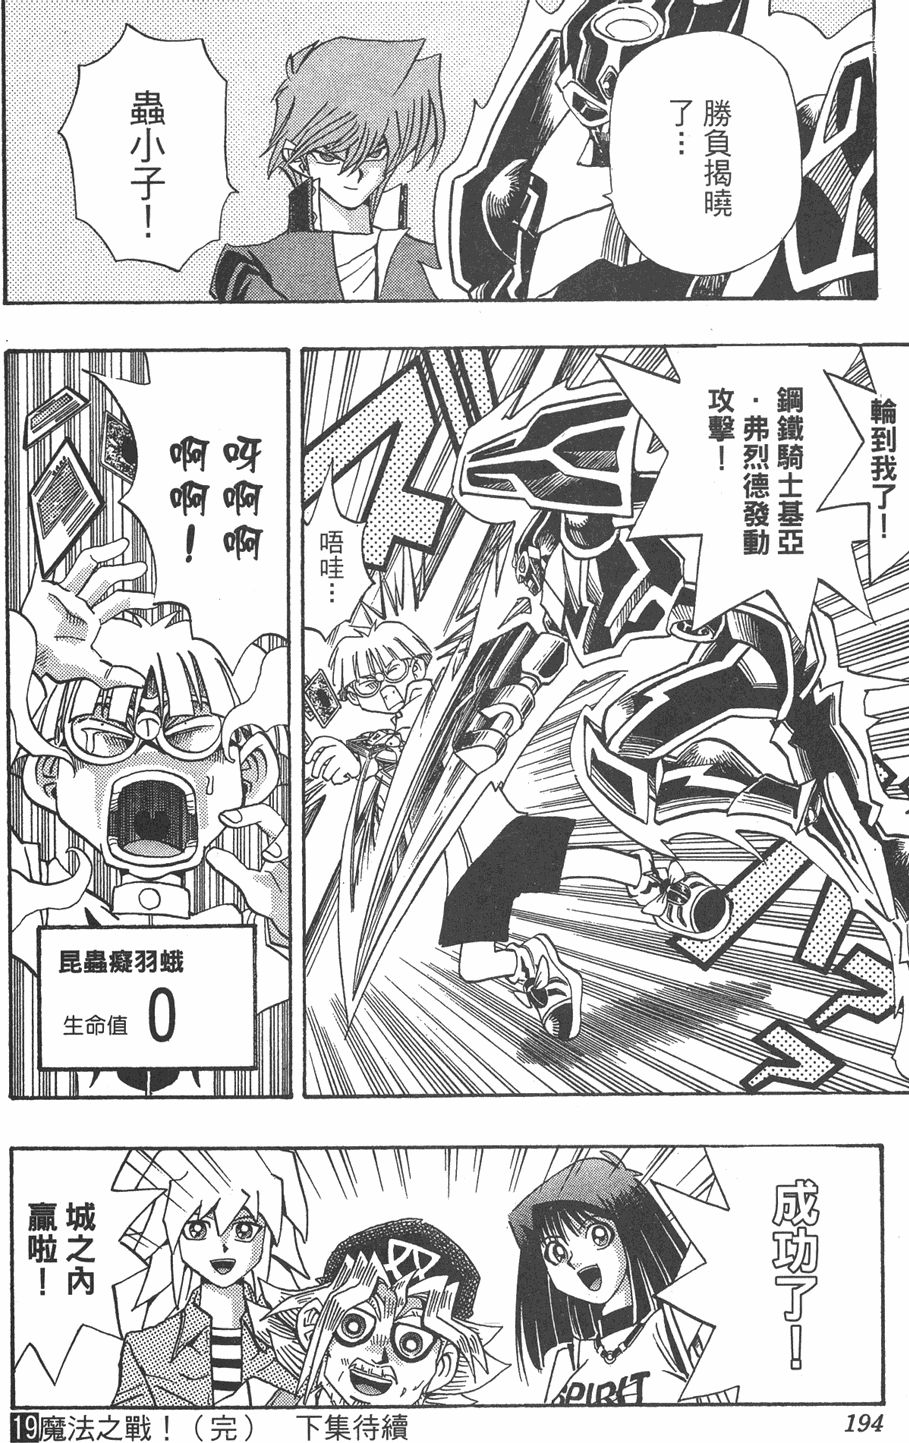 勝負揭曉
了…
蟲小子！
輪到我了！
鋼鐵騎士基亞
・弗烈德發動
攻擊！
唔哇…
呀啊啊
啊啊！
昆蟲癡羽蛾
生命值 0
成功了！
城之內
贏啦！
SPIRIT
19魔法之戰！（完） 下集待續
194